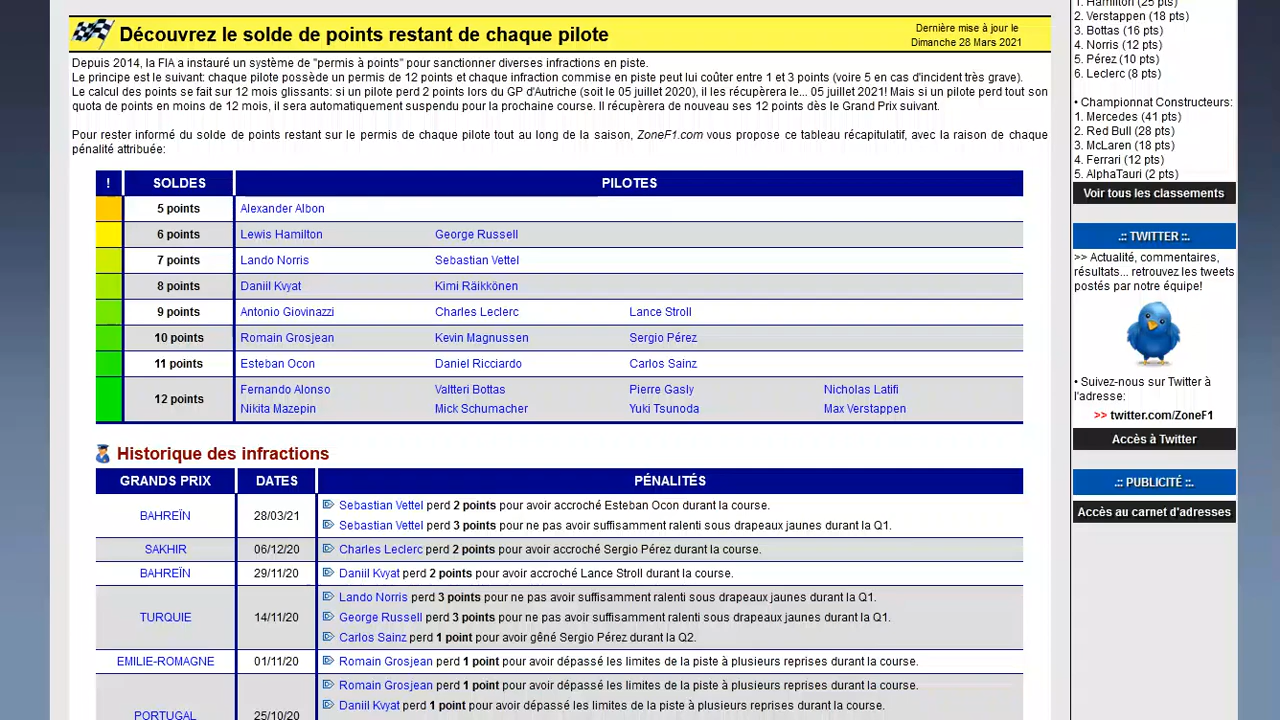 Découvrez le solde de points restant de chaque pilote
Dernière mise à jour le
Dimanche 28 Mars 2021
Depuis 2014, la FIA a instauré un système de "permis à points" pour sanctionner diverses infractions en piste.
Le principe est le suivant: chaque pilote possède un permis de 12 points et chaque infraction commise en piste peut lui coûter entre 1 et 3 points (voire 5 en cas d'incident très grave).
Le calcul des points se fait sur 12 mois glissants: si un pilote perd 2 points lors du GP d'Autriche (soit le 05 juillet 2020), il les récupèrera le... 05 juillet 2021! Mais si un pilote perd tout son
quota de points en moins de 12 mois, il sera automatiquement suspendu pour la prochaine course. Il récupèrera de nouveau ses 12 points dès le Grand Prix suivant.
Pour rester informé du solde de points restant sur le permis de chaque pilote tout au long de la saison, ZoneF1.com vous propose ce tableau récapitulatif, avec la raison de chaque
pénalité attribuée:
! SOLDES PILOTES
5 points Alexander Albon
6 points Lewis Hamilton George Russell
7 points Lando Norris Sebastian Vettel
8 points Daniil Kvyat Kimi Räikkönen
9 points Antonio Giovinazzi Charles Leclerc Lance Stroll
10 points Romain Grosjean Kevin Magnussen Sergio Pérez
11 points Esteban Ocon Daniel Ricciardo Carlos Sainz
12 points Fernando Alonso Valtteri Bottas Pierre Gasly Nicholas Latifi
Nikita Mazepin Mick Schumacher Yuki Tsunoda Max Verstappen
Historique des infractions
GRANDS PRIX DATES PÉNALITÉS
BAHREÏN 28/03/21 Sebastian Vettel perd 2 points pour avoir accroché Esteban Ocon durant la course.
Sebastian Vettel perd 3 points pour ne pas avoir suffisamment ralenti sous drapeaux jaunes durant la Q1.
SAKHIR 06/12/20 Charles Leclerc perd 2 points pour avoir accroché Sergio Pérez durant la course.
BAHREÏN 29/11/20 Daniil Kvyat perd 2 points pour avoir accroché Lance Stroll durant la course.
TURQUIE 14/11/20 Lando Norris perd 3 points pour ne pas avoir suffisamment ralenti sous drapeaux jaunes durant la Q1.
George Russell perd 3 points pour ne pas avoir suffisamment ralenti sous drapeaux jaunes durant la Q1.
Carlos Sainz perd 1 point pour avoir gêné Sergio Pérez durant la Q2.
EMILIE-ROMAGNE 01/11/20 Romain Grosjean perd 1 point pour avoir dépassé les limites de la piste à plusieurs reprises durant la course.
PORTUGAL 25/10/20 Romain Grosjean perd 1 point pour avoir dépassé les limites de la piste à plusieurs reprises durant la course.
Daniil Kvyat perd 1 point pour avoir dépassé les limites de la piste à plusieurs reprises durant la course.
1. Hamilton (25 pts)
2. Verstappen (18 pts)
3. Bottas (16 pts)
4. Norris (12 pts)
5. Pérez (10 pts)
6. Leclerc (8 pts)
• Championnat Constructeurs:
1. Mercedes (41 pts)
2. Red Bull (28 pts)
3. McLaren (18 pts)
4. Ferrari (12 pts)
5. AlphaTauri (2 pts)
Voir tous les classements
.:: TWITTER ::.
>> Actualité, commentaires,
résultats... retrouvez les tweets
postés par notre équipe!
• Suivez-nous sur Twitter à
l'adresse:
>> twitter.com/ZoneF1
Accès à Twitter
.:: PUBLICITÉ ::.
Accès au carnet d'adresses